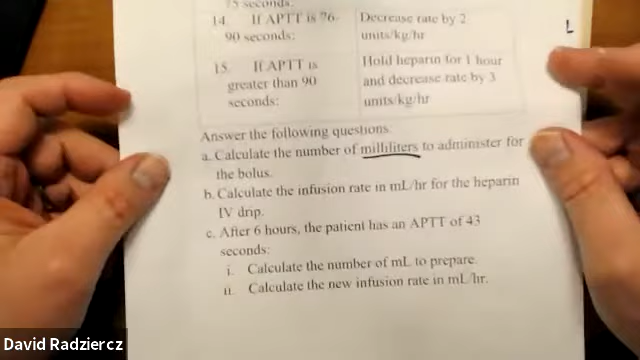 75 seconds:
14. If APTT is 76-
90 seconds:
Decrease rate by 2
units/kg/hr
15. If APTT is
greater than 90
seconds:
Hold heparin for 1 hour
and decrease rate by 3
units/kg/hr
L
Answer the following questions.
a. Calculate the number of milliliters to administer for
the bolus.
b. Calculate the infusion rate in mL/hr for the heparin
IV drip.
c. After 6 hours, the patient has an APTT of 43
seconds:
i. Calculate the number of mL to prepare.
ii. Calculate the new infusion rate in mL/hr.
David Radziercz